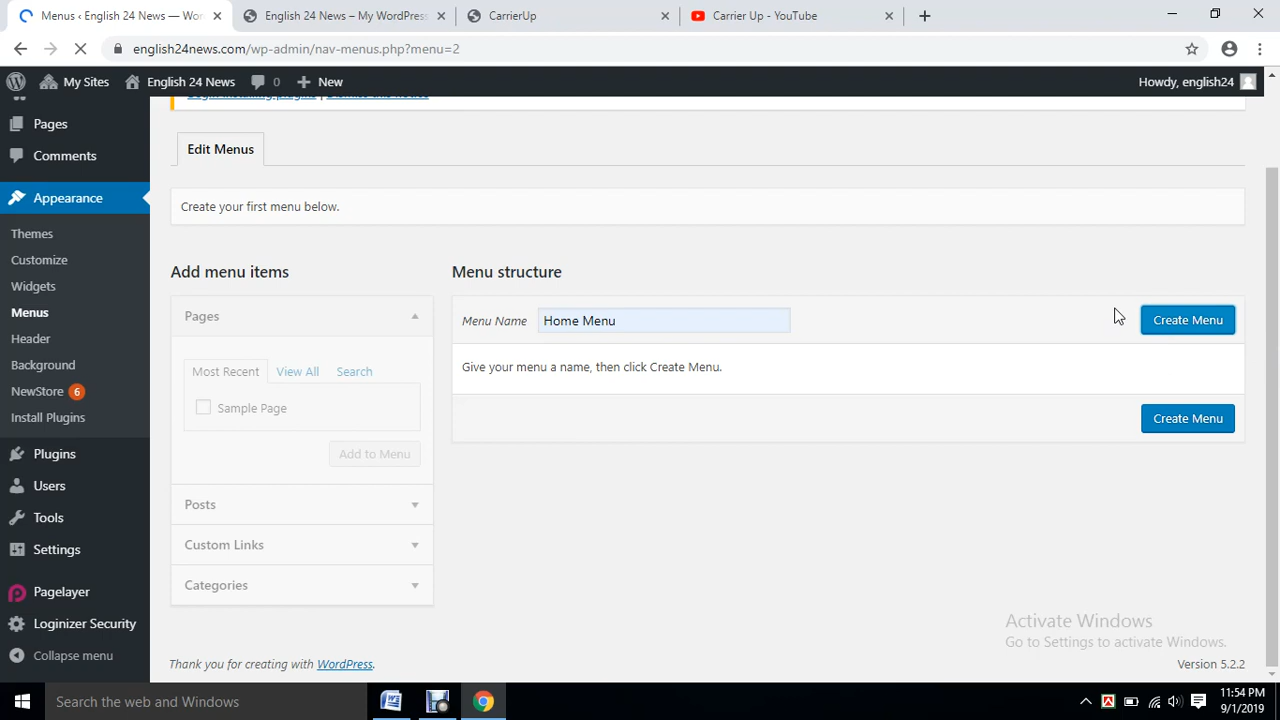 Menus ‹ English 24 News — Wor
English 24 News – My WordPress
CarrierUp
Carrier Up - YouTube
english24news.com/wp-admin/nav-menus.php?menu=2
My Sites
English 24 News
0
New
Howdy, english24
Begin installing plugins | Dismiss this notice
Pages
Comments
Appearance
Themes
Customize
Widgets
Menus
Header
Background
NewStore 6
Install Plugins
Plugins
Users
Tools
Settings
Pagelayer
Loginizer Security
Collapse menu
Edit Menus
Create your first menu below.
Add menu items
Pages
Most Recent
View All
Search
Sample Page
Add to Menu
Posts
Custom Links
Categories
Menu structure
Menu Name
Home Menu
Create Menu
Give your menu a name, then click Create Menu.
Create Menu
Activate Windows
Go to Settings to activate Windows.
Thank you for creating with WordPress.
Version 5.2.2
Search the web and Windows
11:54 PM
9/1/2019